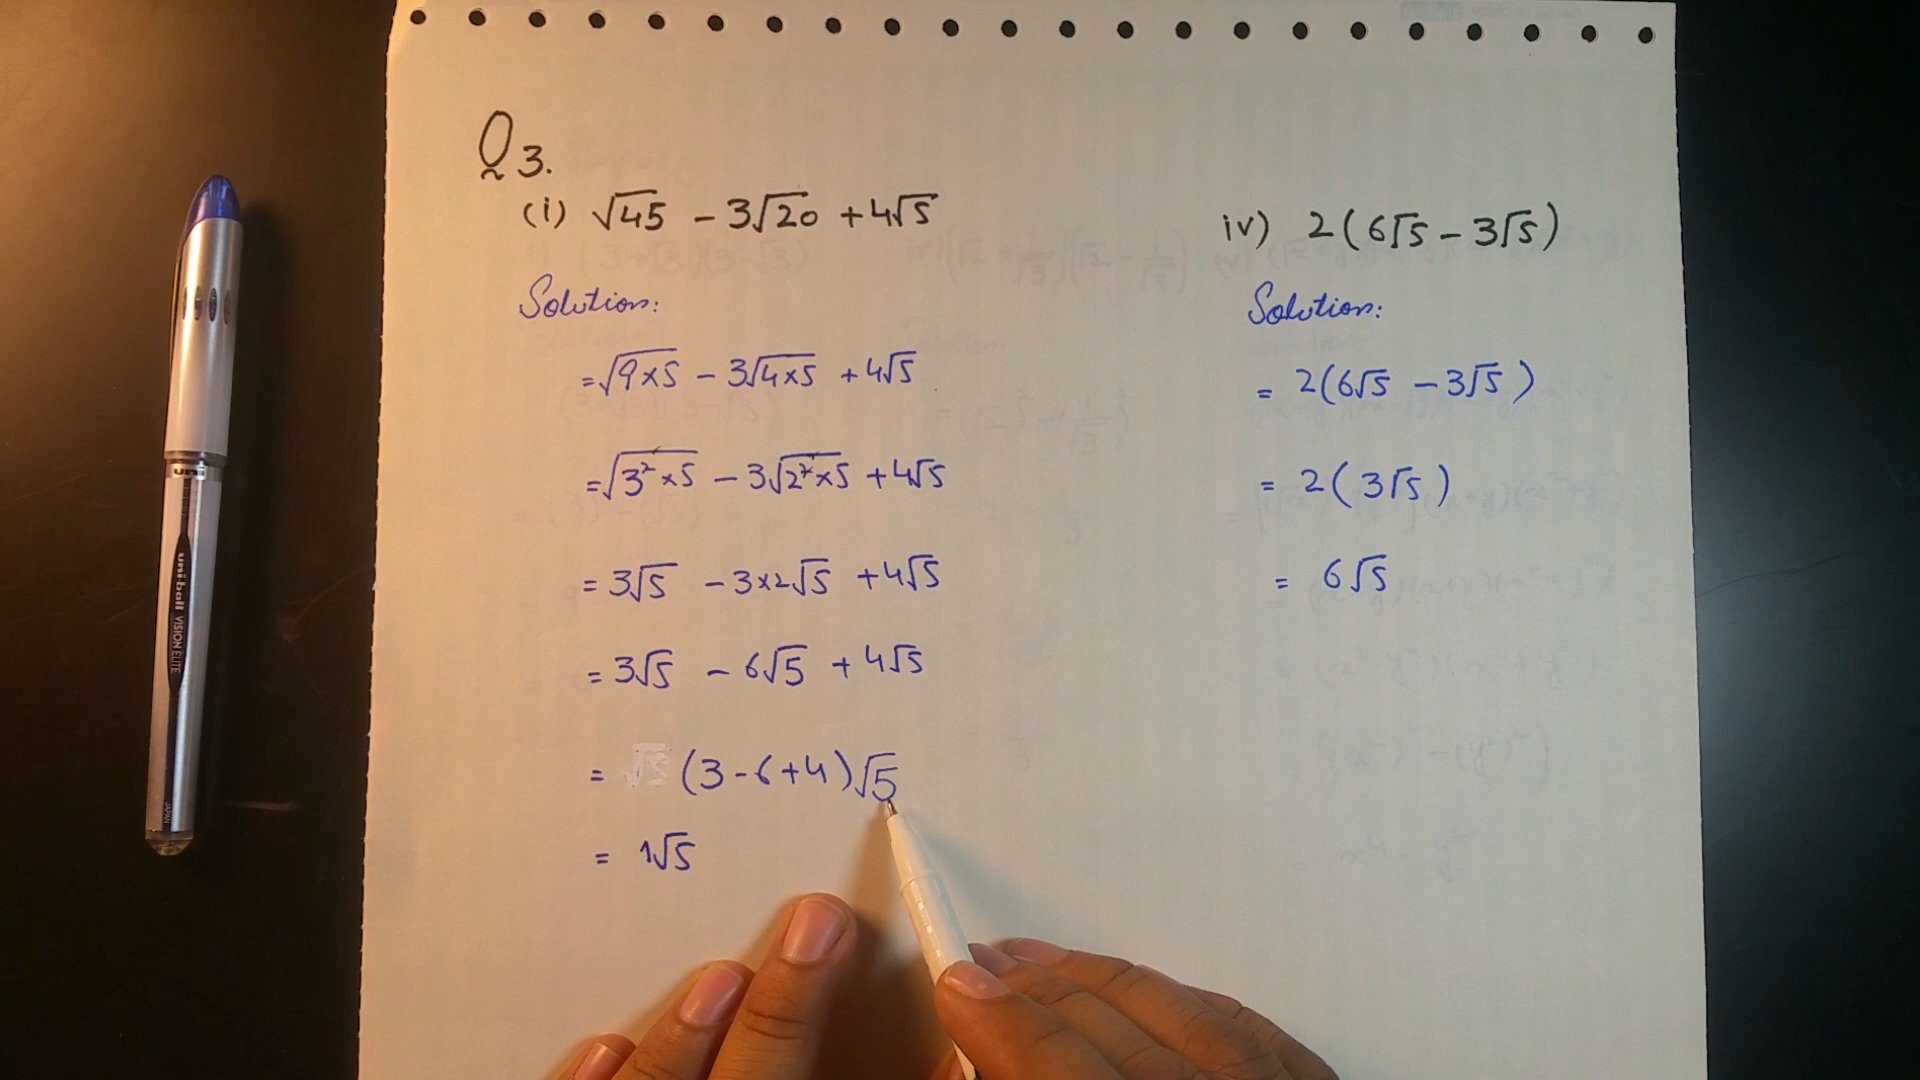 Q3.
(i) √45 - 3√20 + 4√5
Solution:
= √9×5 - 3√4×5 + 4√5
= √3²×5 - 3√2²×5 + 4√5
= 3√5 - 3×2√5 + 4√5
= 3√5 - 6√5 + 4√5
= (3-6+4)√5
= 1√5
iv) 2(6√5 - 3√5)
Solution:
= 2(6√5 - 3√5)
= 2(3√5)
= 6√5
uni
uni-ball VISION ELITE
JAPAN